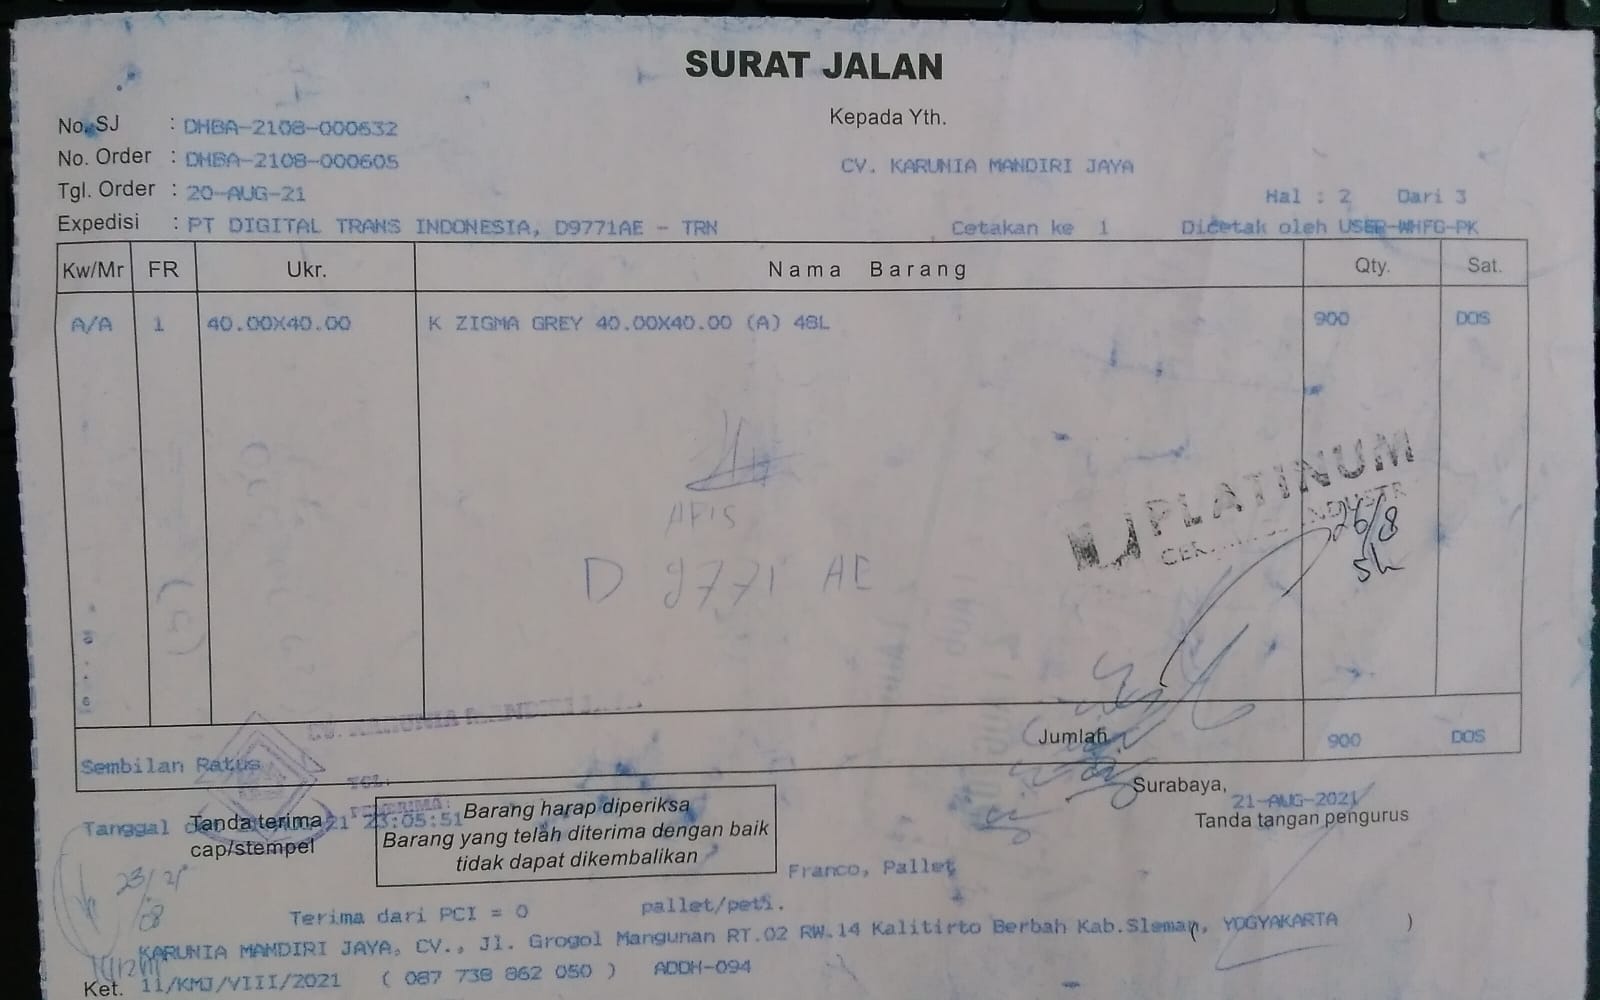 SURAT JALAN
No. SJ : DHBA-2108-000632
Kepada Yth.
No. Order : DHBA-2108-000605
CV. KARUNIA MANDIRI JAYA
Tgl. Order : 20-AUG-21
Hal : 2 Dari 3
Expedisi : PT DIGITAL TRANS INDONESIA, D9771AE - TRN
Cetakan ke 1 Dicetak oleh USER-WHFG-PK
Kw/Mr FR Ukr. Nama Barang Qty. Sat.
A/A 1 40.00X40.00 K ZIGMA GREY 40.00X40.00 (A) 48L 900 DOS
PLATINUM
26/8
APIS
D 9771 AE
CV. KARUNIA MANDIRI JAYA
Jumlah 900 DOS
Sembilan Ratus
TGL:
PENERIMA:
Surabaya,
21-AUG-2021
Tanda tangan pengurus
Tanggal 21 23:05:51
Tanda terima
cap/stempel
Barang harap diperiksa
Barang yang telah diterima dengan baik
tidak dapat dikembalikan
Franco, Pallet
23/21
/08
Terima dari PCI = 0 pallet/peti.
KARUNIA MANDIRI JAYA, CV., Jl. Grogol Mangunan RT.02 RW.14 Kalitirto Berbah Kab.Sleman, YOGYAKARTA )
Ket. 11/KMJ/VIII/2021 ( 087 738 862 050 ) ADDH-094